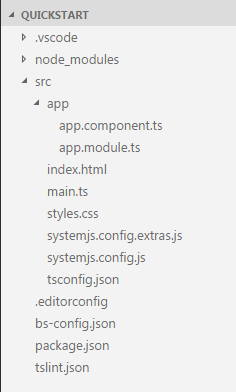 QUICKSTART
.vscode
node_modules
src
app
app.component.ts
app.module.ts
index.html
main.ts
styles.css
systemjs.config.extras.js
systemjs.config.js
tsconfig.json
.editorconfig
bs-config.json
package.json
tslint.json